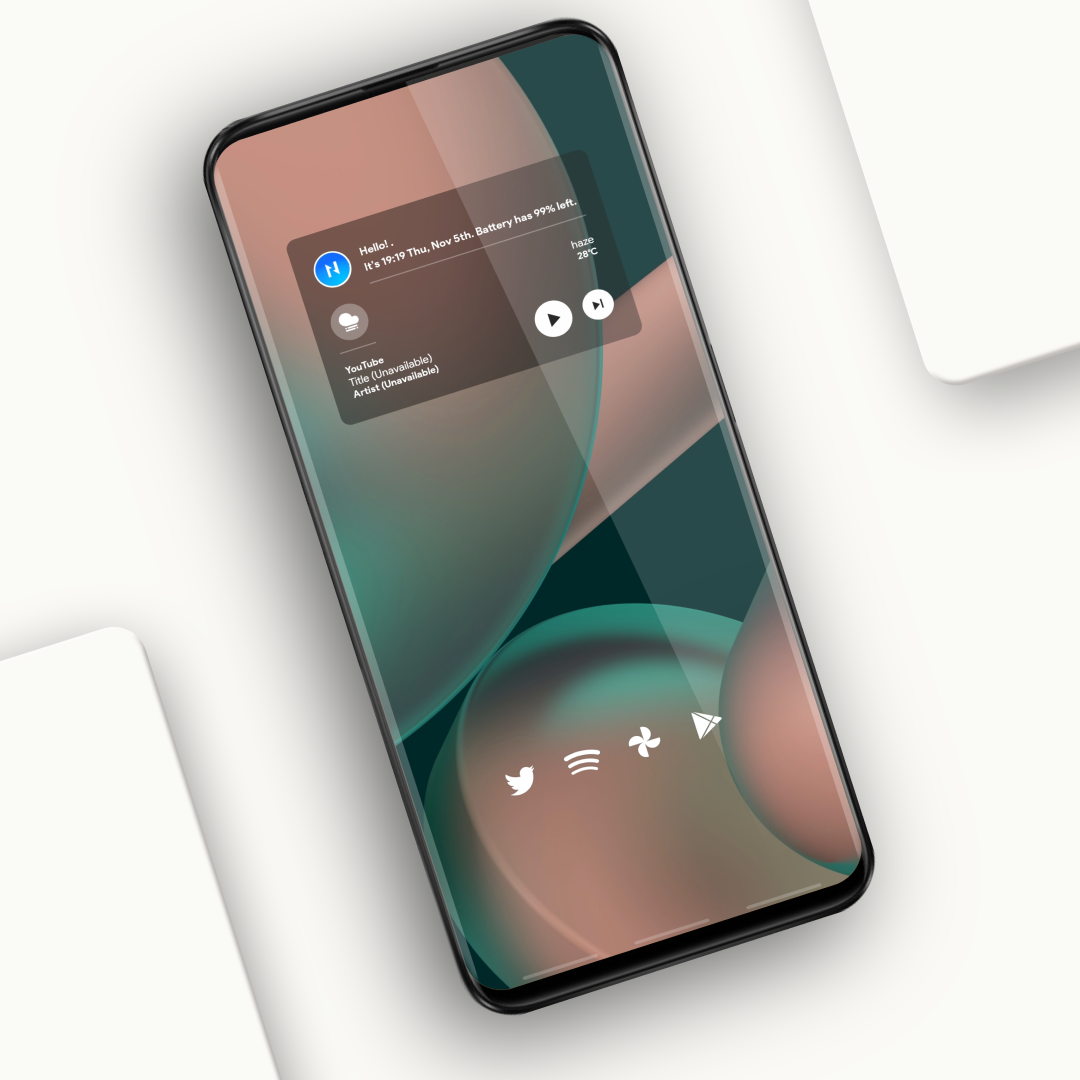 Hello! .
It's 19:19 Thu, Nov 5th. Battery has 99% left.
haze
28°C
YouTube
Title (Unavailable)
Artist (Unavailable)